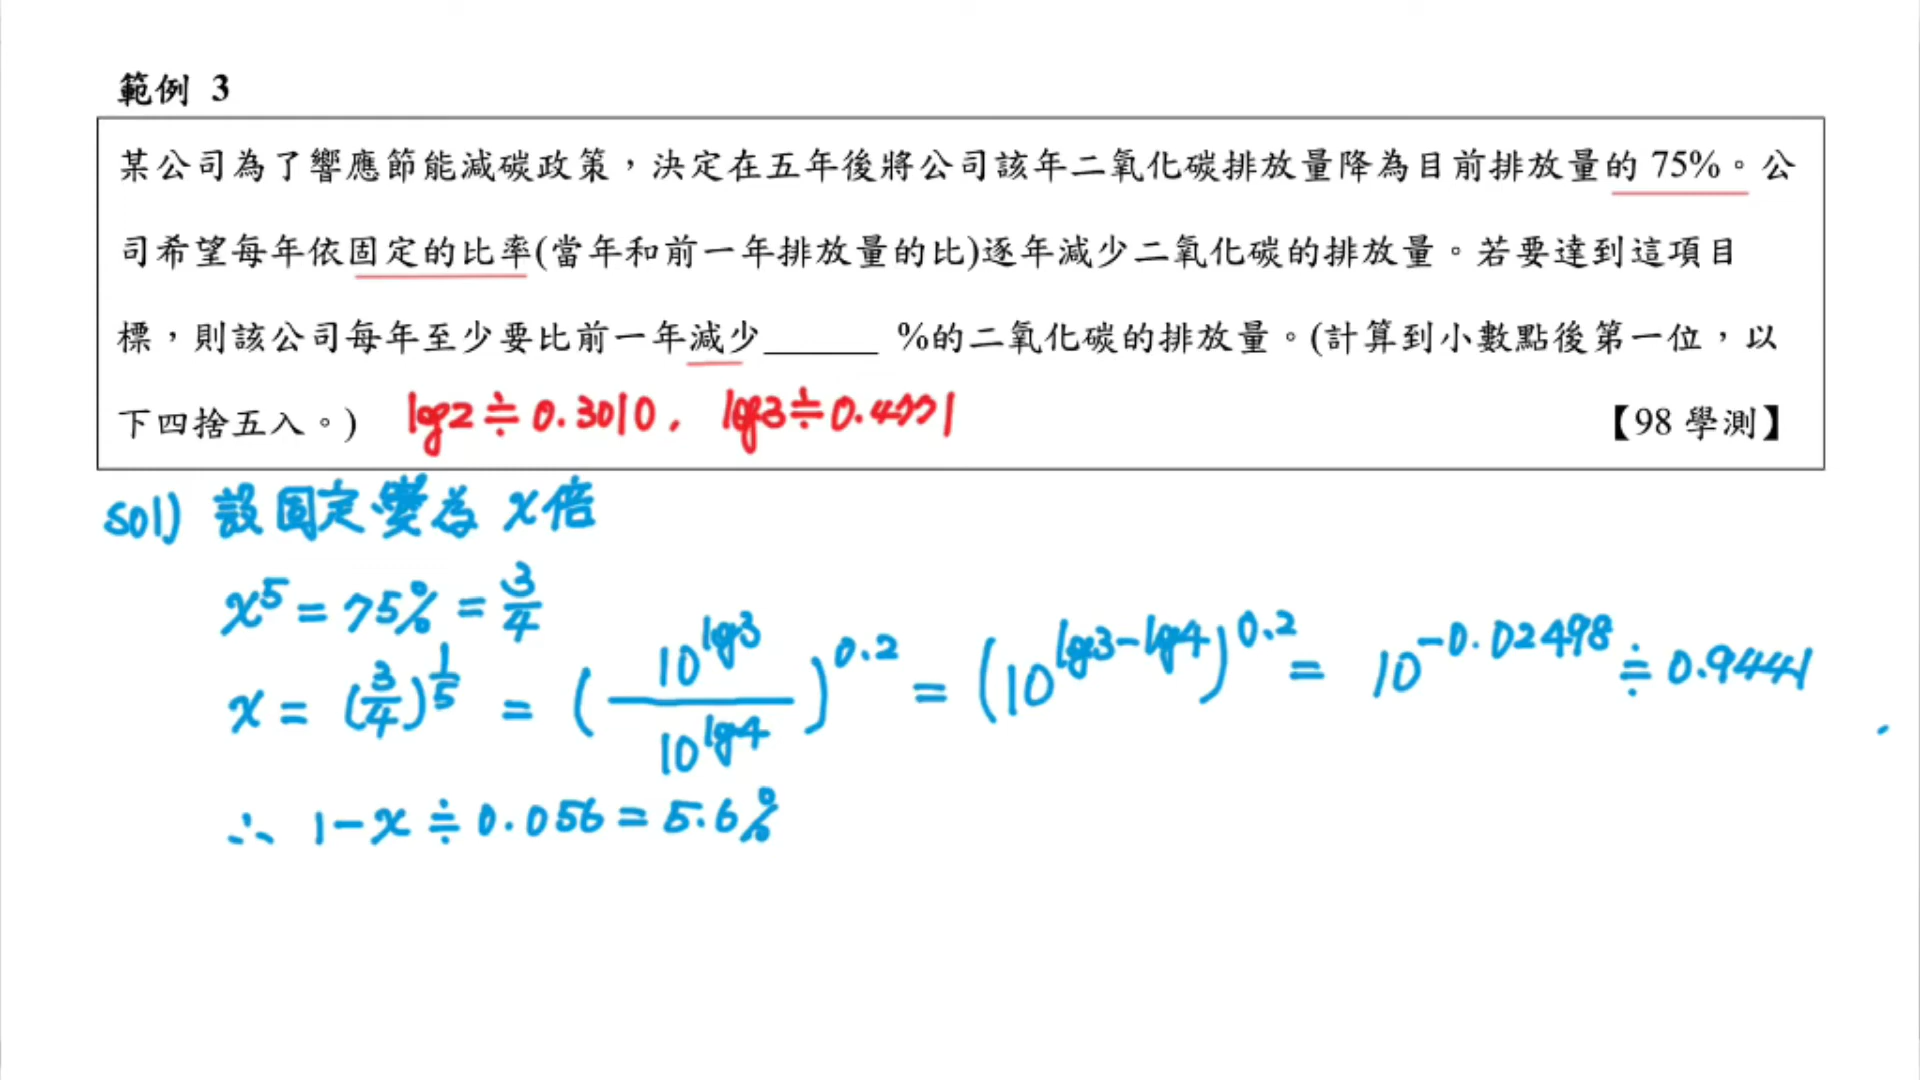 範例 3
某公司為了響應節能減碳政策，決定在五年後將公司該年二氧化碳排放量降為目前排放量的 75%。公
司希望每年依固定的比率(當年和前一年排放量的比)逐年減少二氧化碳的排放量。若要達到這項目
標，則該公司每年至少要比前一年減少______ %的二氧化碳的排放量。(計算到小數點後第一位，以
下四捨五入。) log2≒0.3010, log3≒0.4771 【98 學測】
sol) 設固定變為 x倍
x^5 = 75% = 3/4
x = (3/4)^(1/5) = (10^(log3) / 10^(log4))^0.2 = (10^(log3-log4))^0.2 = 10^(-0.02498) ≒ 0.9441
∴ 1-x ≒ 0.056 = 5.6%